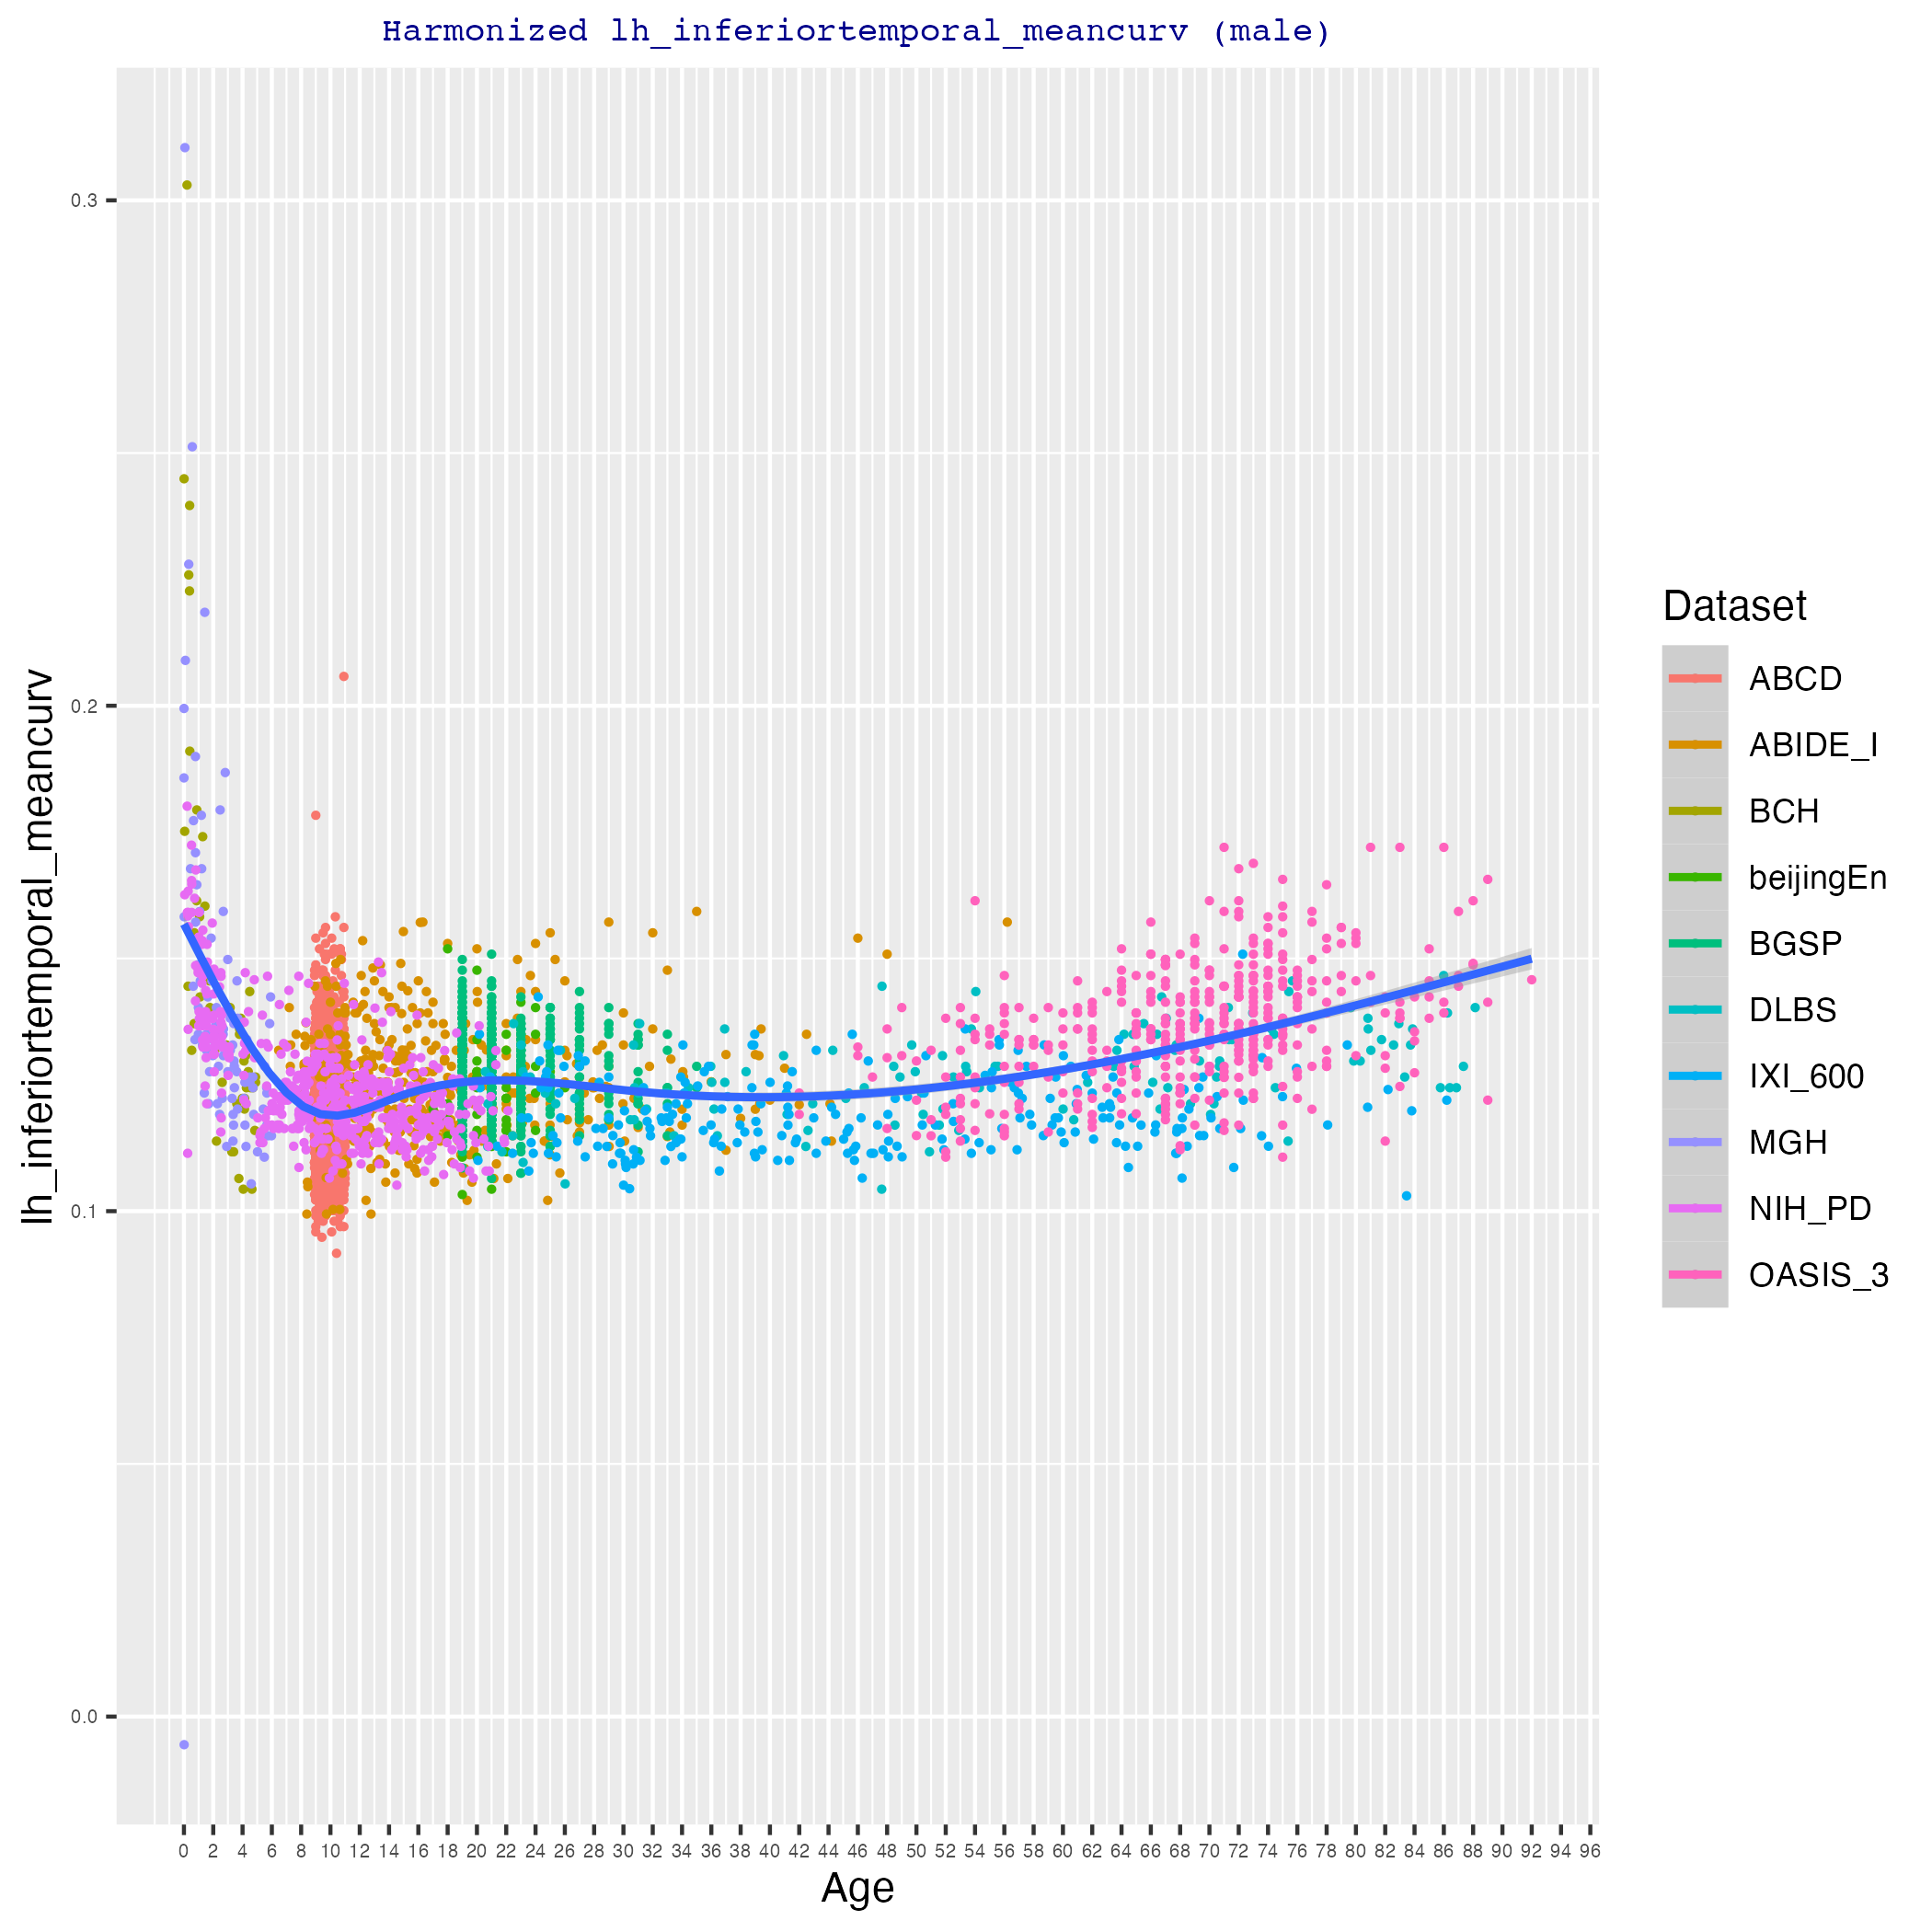 Harmonized lh_inferiortemporal_meancurv (male)
lh_inferiortemporal_meancurv
0.3
0.2
0.1
0.0
0 2 4 6 8 10 12 14 16 18 20 22 24 26 28 30 32 34 36 38 40 42 44 46 48 50 52 54 56 58 60 62 64 66 68 70 72 74 76 78 80 82 84 86 88 90 92 94 96
Age
Dataset
ABCD
ABIDE_I
BCH
beijingEn
BGSP
DLBS
IXI_600
MGH
NIH_PD
OASIS_3